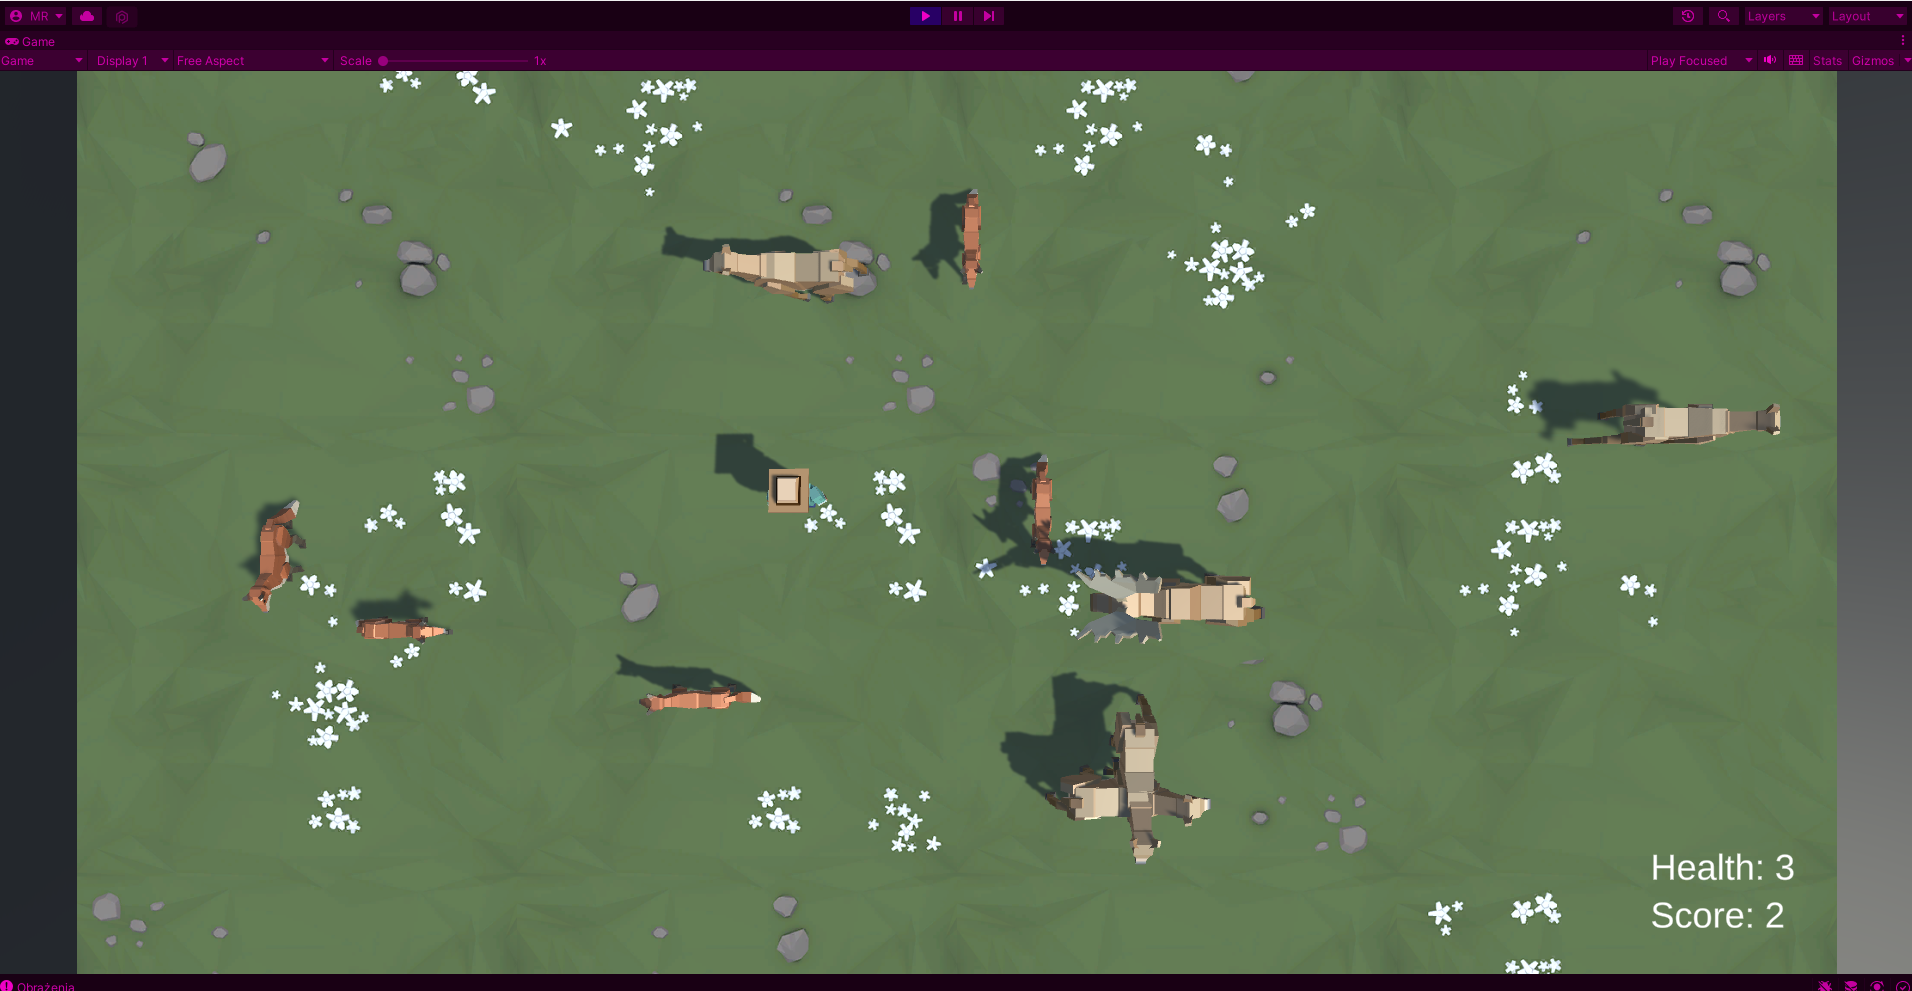 MR
Layers
Layout
Game
Game
Display 1
Free Aspect
Scale
1x
Play Focused
Stats
Gizmos
Health: 3
Score: 2
Obrażenia